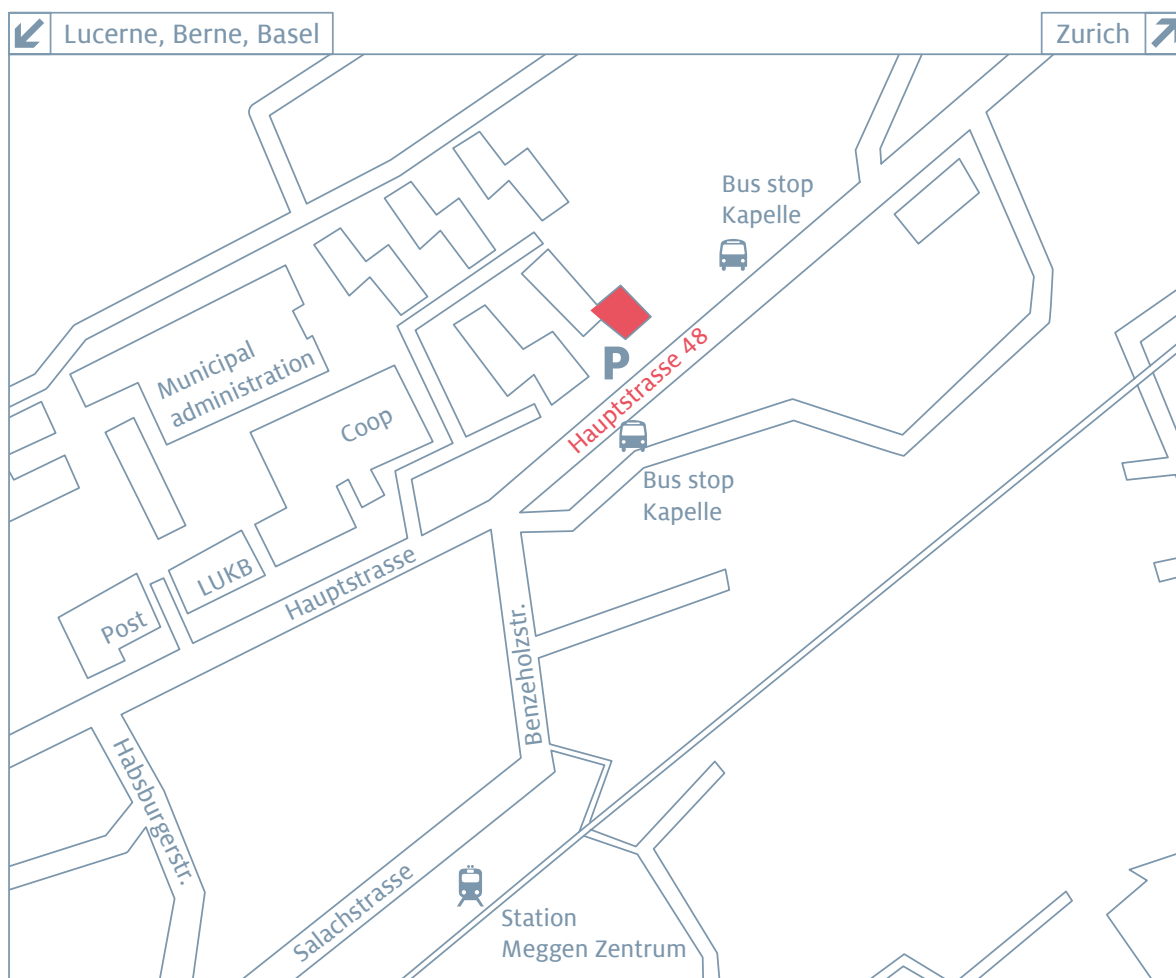 Lucerne, Berne, Basel
Zurich
Bus stop
Kapelle
Hauptstrasse 48
P
Municipal
administration
Coop
Bus stop
Kapelle
LUKB
Hauptstrasse
Post
Benzeholzstr.
Habsburgerstr.
Salachstrasse
Station
Meggen Zentrum